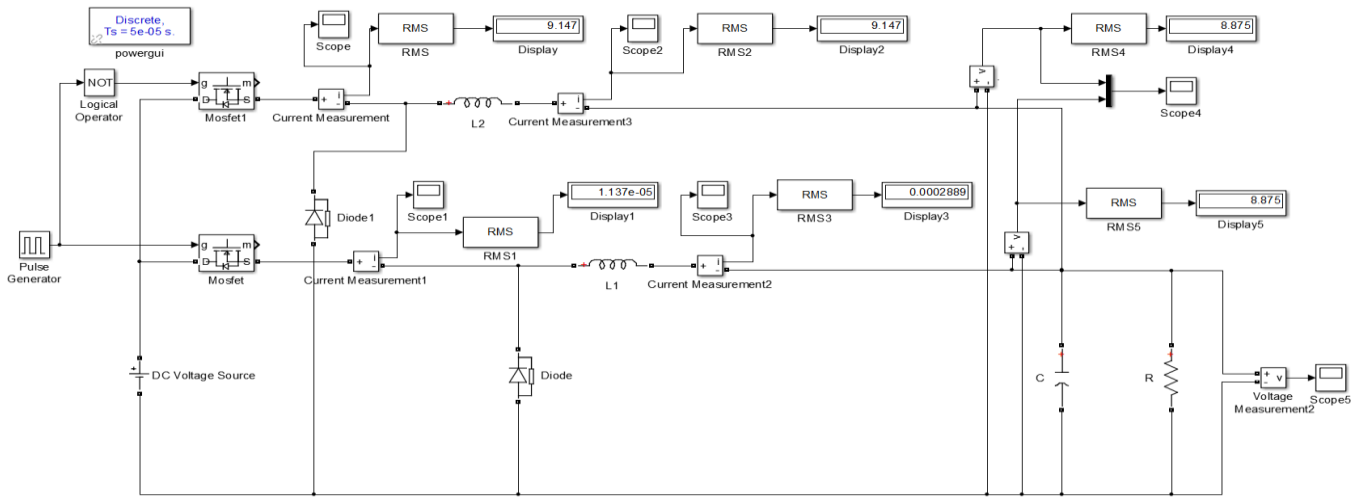 Discrete,
Ts = 5e-05 s.
powergui
Scope
RMS
RMS
9.147
Display
Scope2
RMS
RMS2
9.147
Display2
RMS
RMS4
8.875
Display4
NOT
Logical
Operator
g
m
D
S
Mosfet1
+
-
i
Current Measurement
+
L2
+
-
i
Current Measurement3
v
+
-
Scope4
Diode1
Scope1
RMS
RMS1
1.137e-05
Display1
Scope3
RMS
RMS3
0.0002889
Display3
RMS
RMS5
8.875
Display5
Pulse
Generator
g
m
D
S
Mosfet
+
-
i
Current Measurement1
+
L1
+
-
i
Current Measurement2
v
+
-
+
DC Voltage Source
Diode
+
C
+
R
+
-
v
Voltage
Measurement2
Scope5